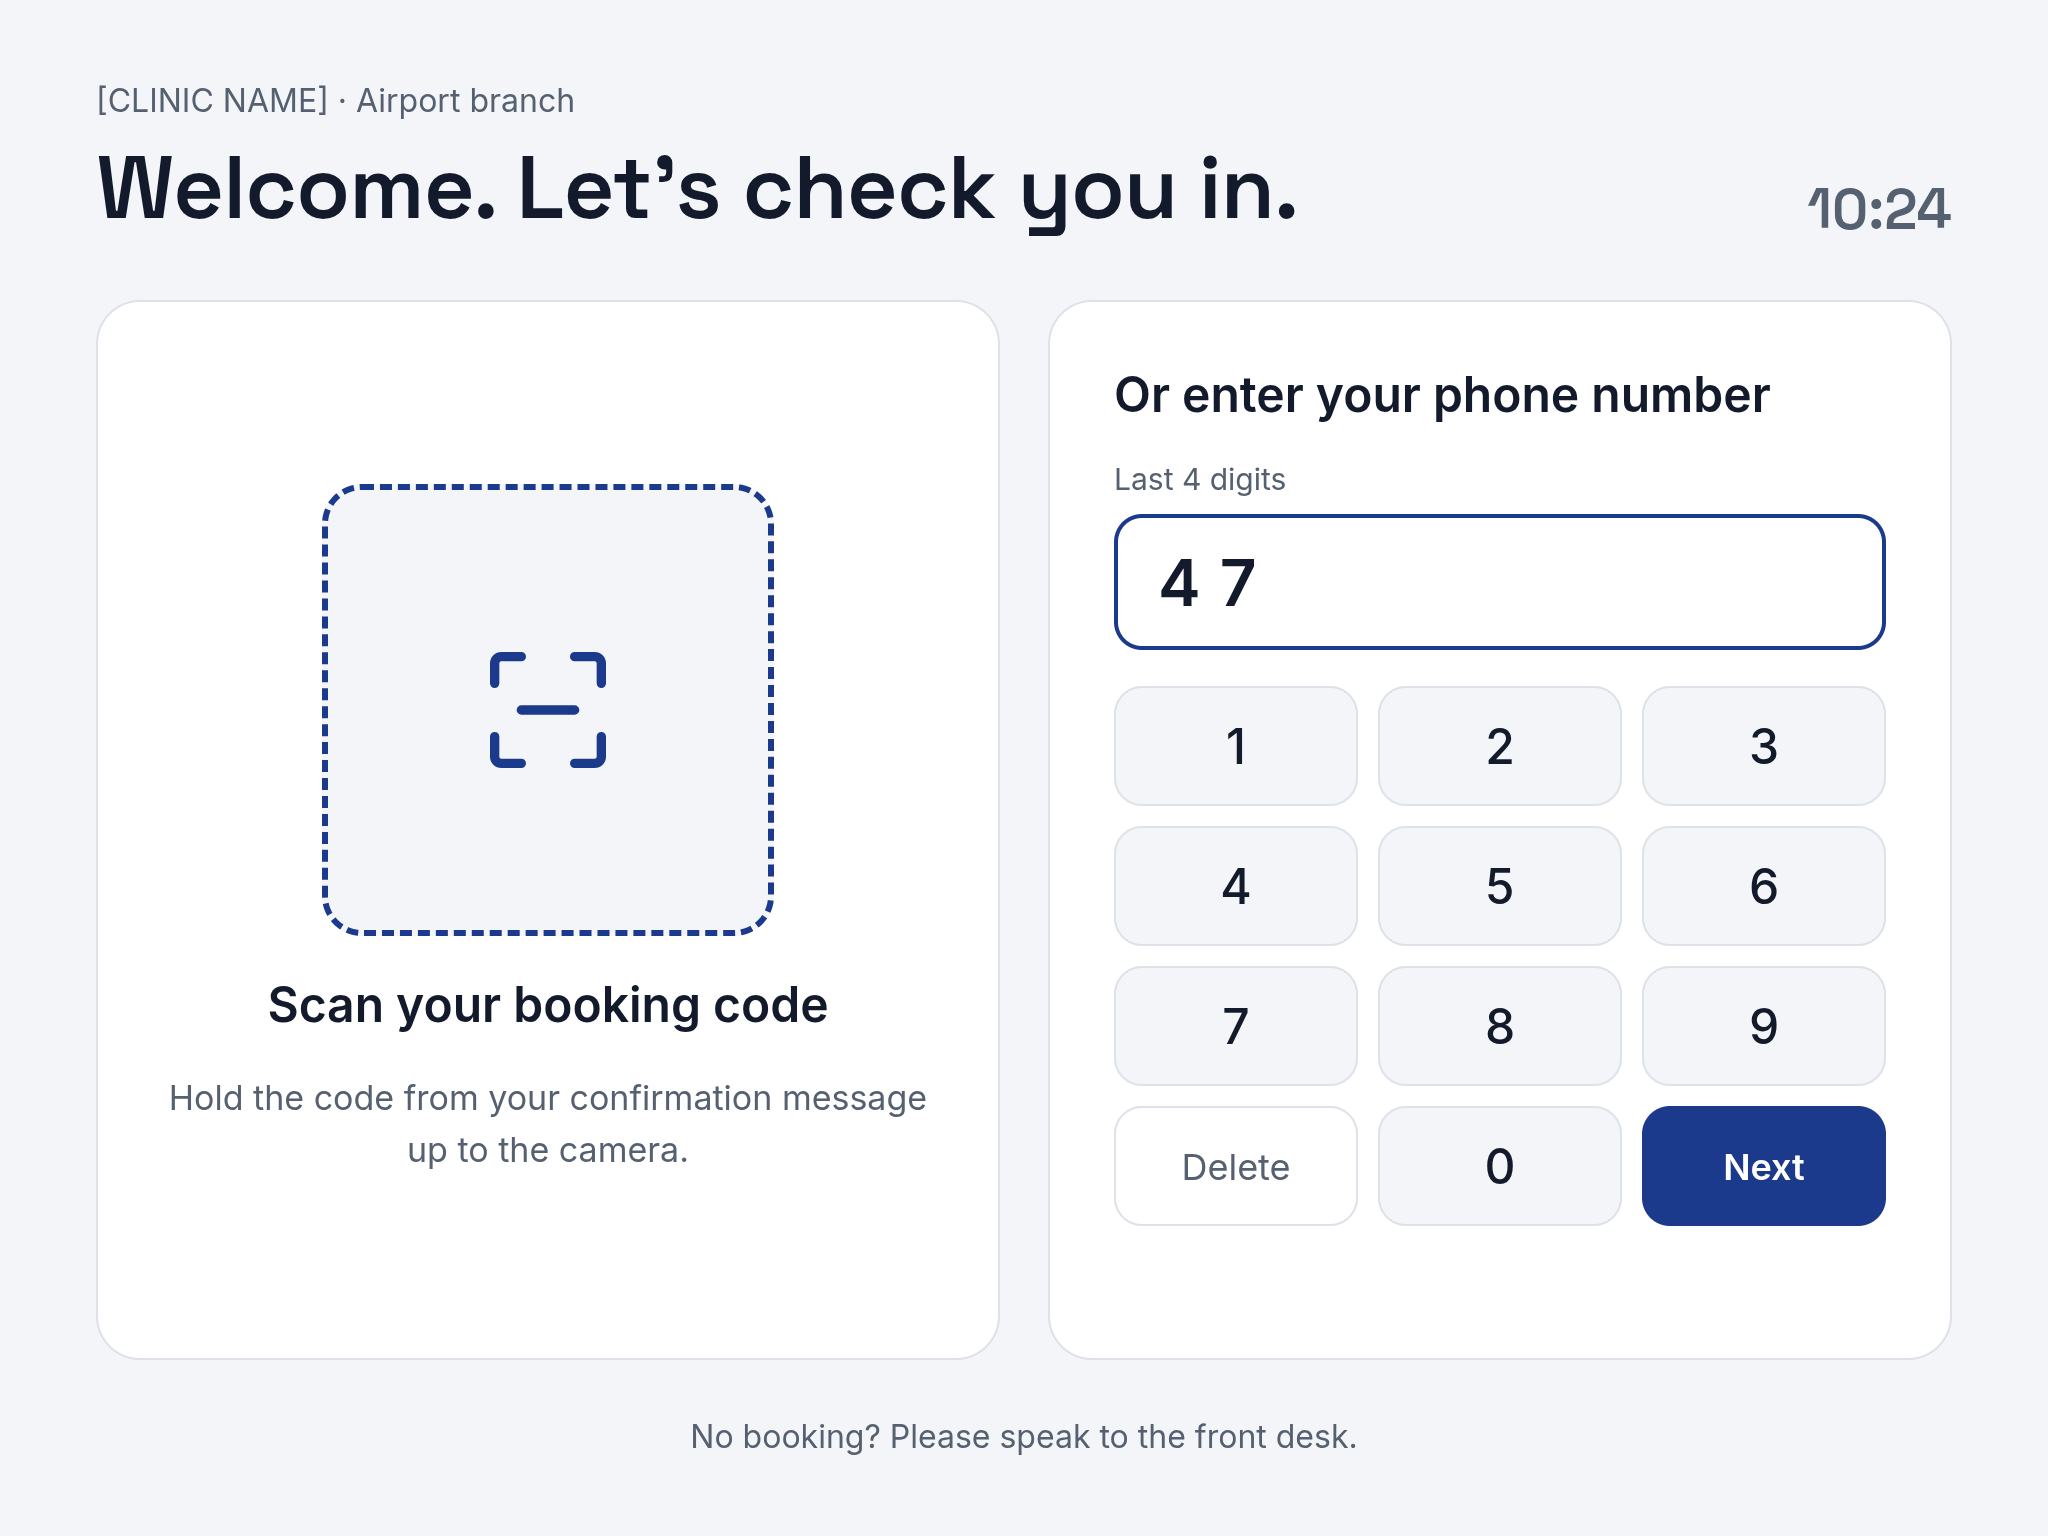 [CLINIC NAME] · Airport branch
Welcome. Let’s check you in.
10:24
Scan your booking code
Hold the code from your confirmation message
up to the camera.
Or enter your phone number
Last 4 digits
4 7
1 2 3
4 5 6
7 8 9
Delete 0 Next
No booking? Please speak to the front desk.